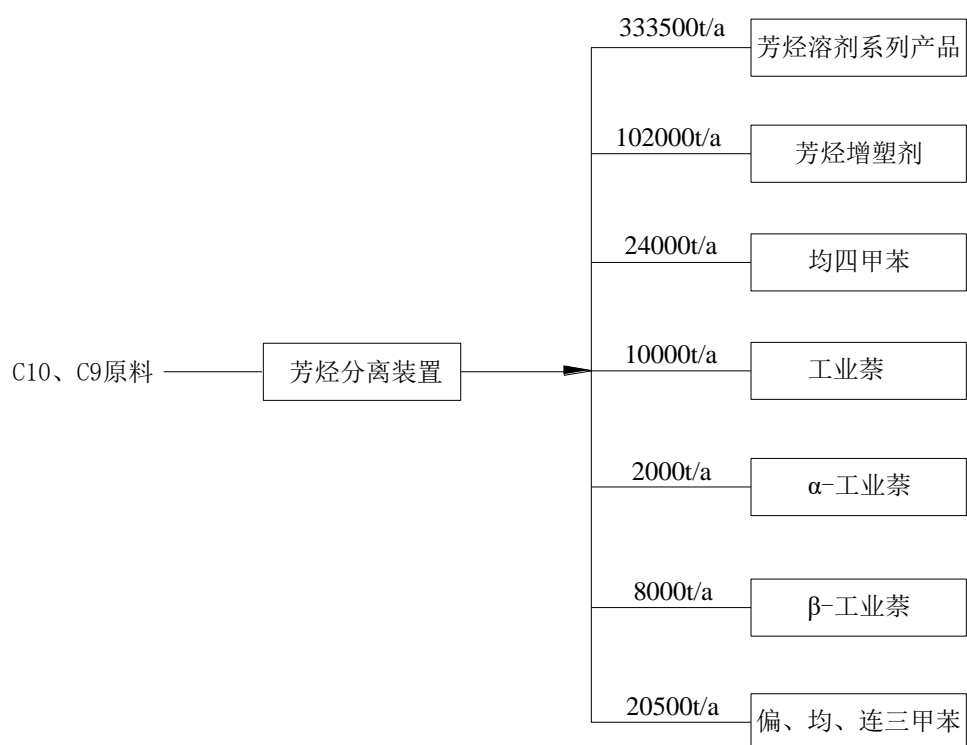 333500t/a
芳烃溶剂系列产品
102000t/a
芳烃增塑剂
24000t/a
均四甲苯
C10、C9原料
芳烃分离装置
10000t/a
工业萘
2000t/a
α-工业萘
8000t/a
β-工业萘
20500t/a
偏、均、连三甲苯